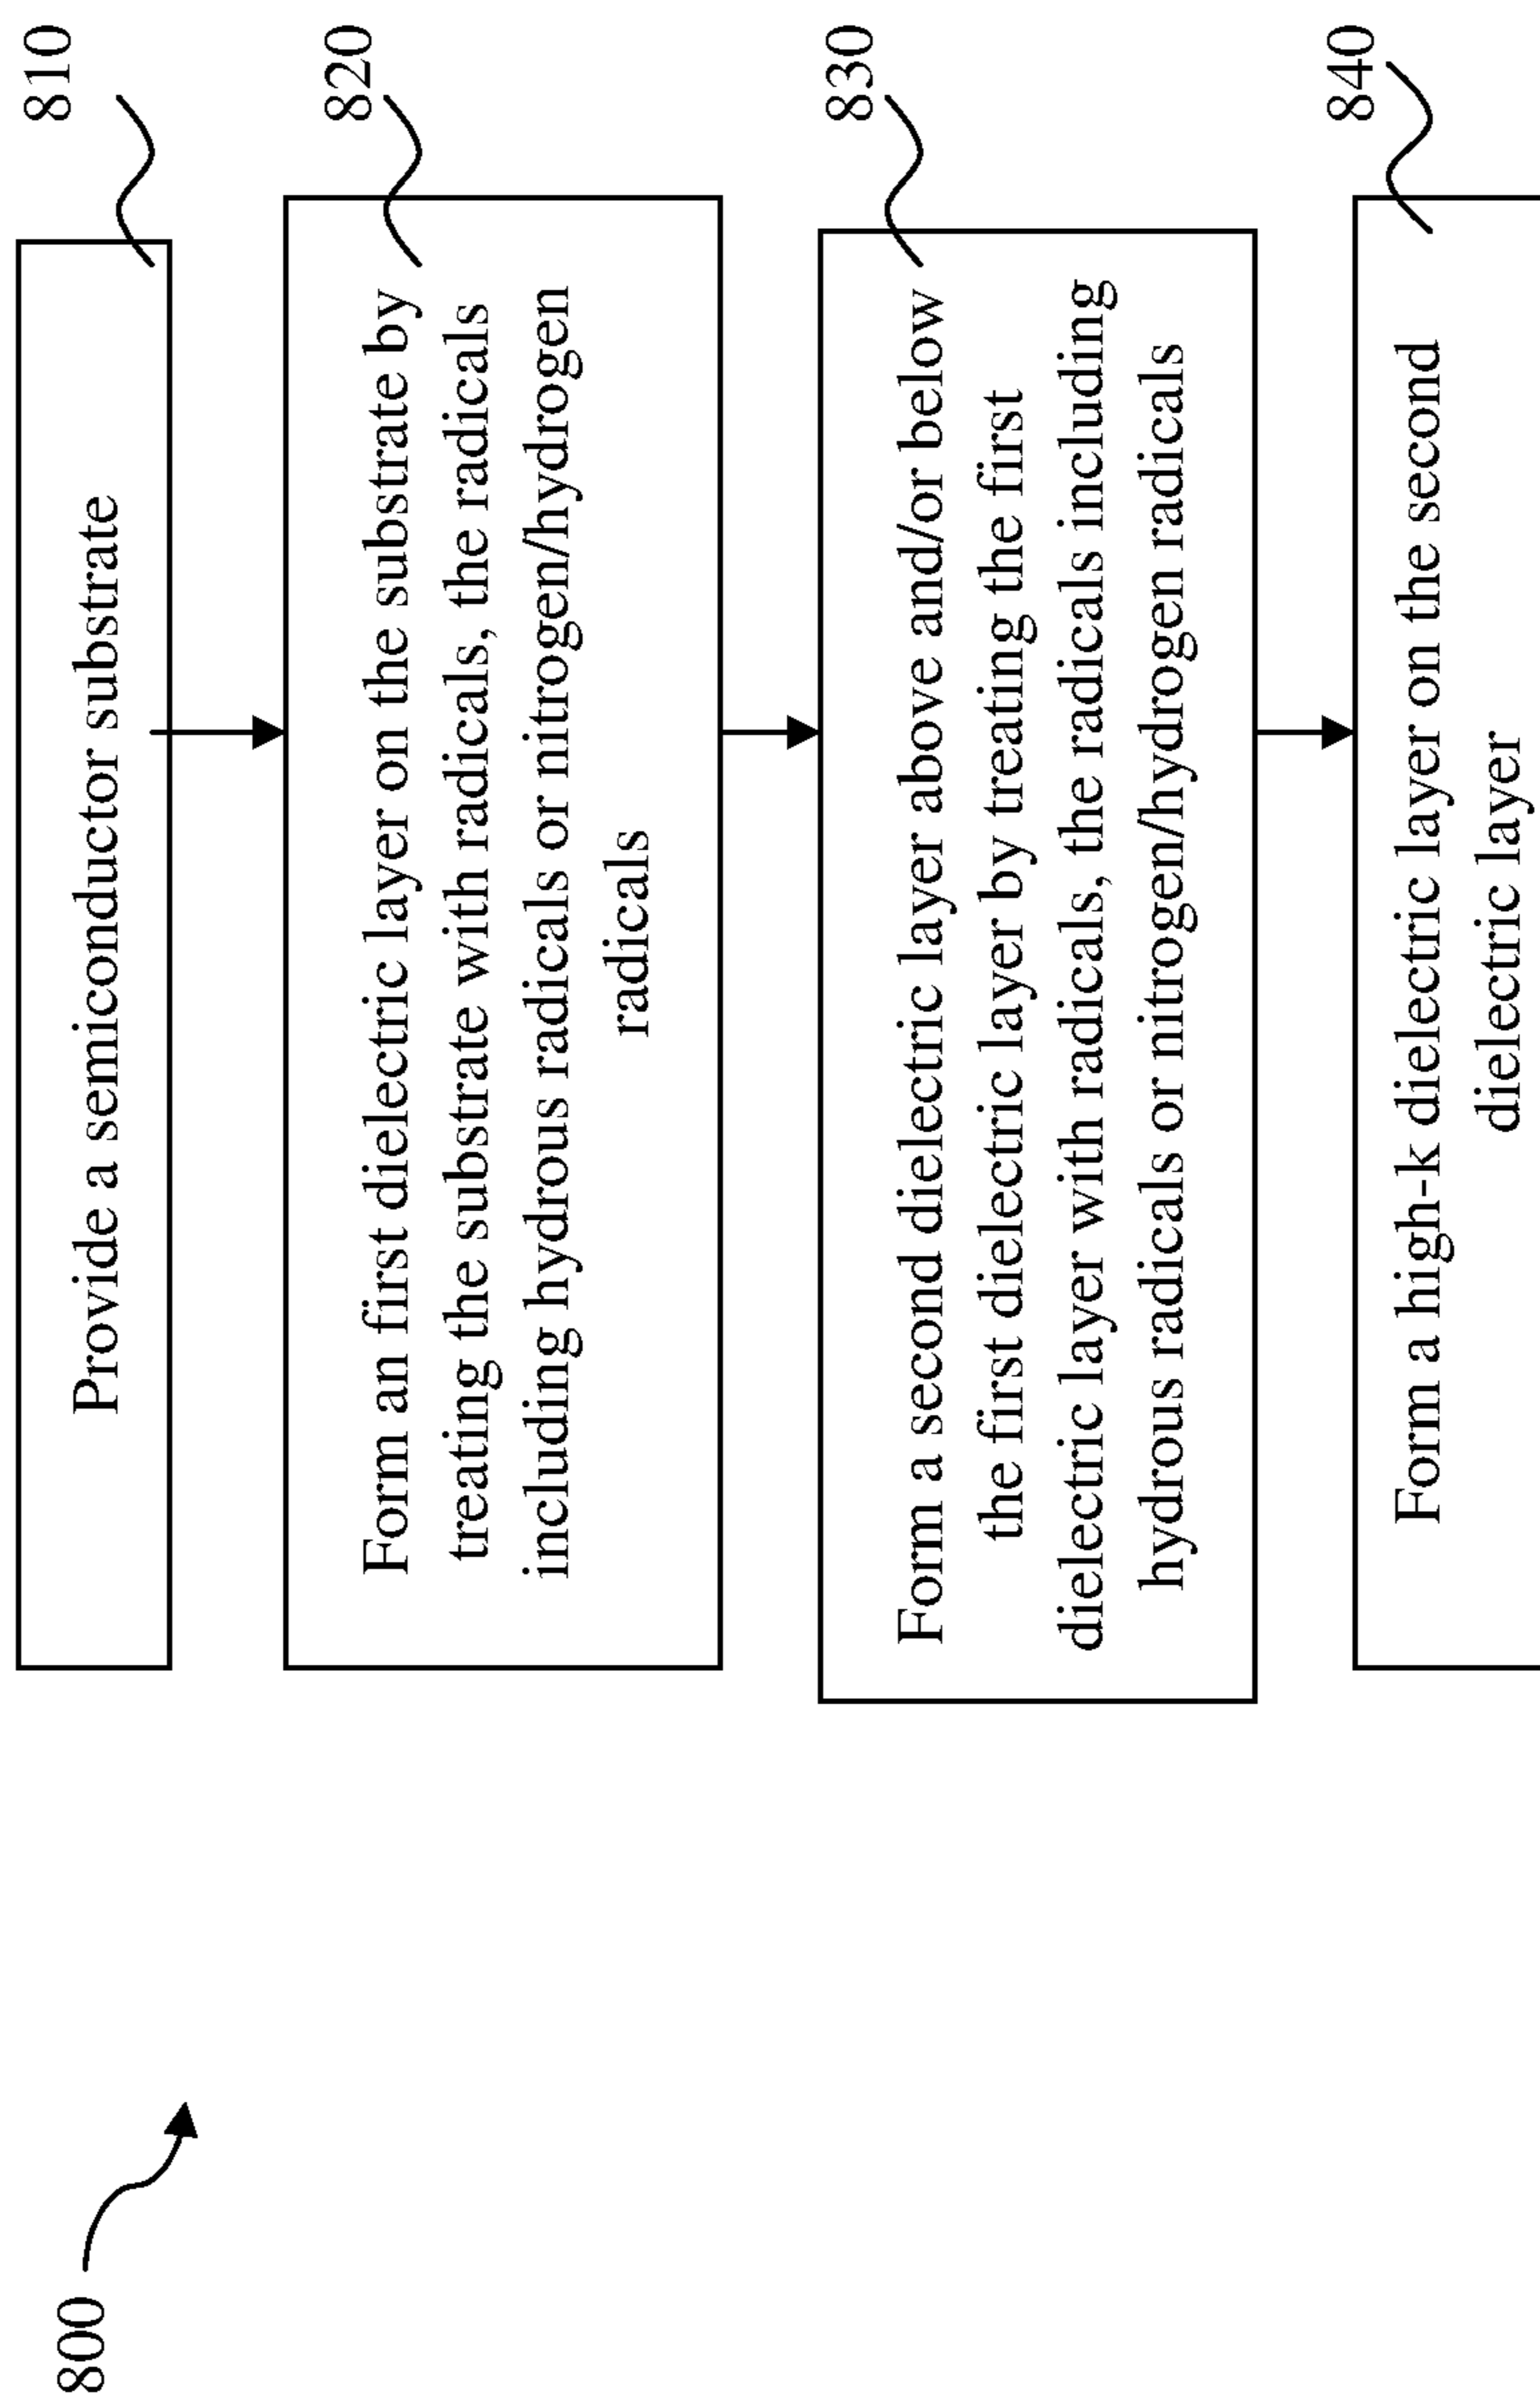 800
810
Provide a semiconductor substrate
820
Form an first dielectric layer on the substrate by
treating the substrate with radicals, the radicals
including hydrous radicals or nitrogen/hydrogen
radicals
830
Form a second dielectric layer above and/or below
the first dielectric layer by treating the first
dielectric layer with radicals, the radicals including
hydrous radicals or nitrogen/hydrogen radicals
840
Form a high-k dielectric layer on the second
dielectric layer